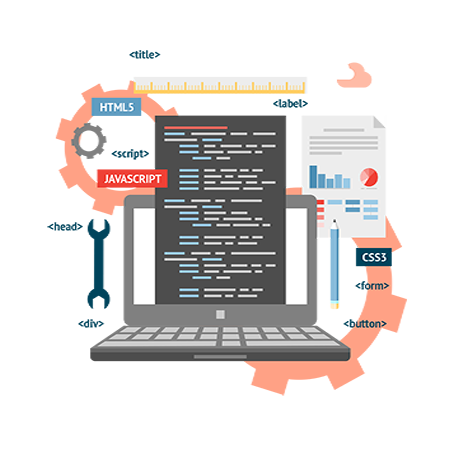 <title>
HTML5
<label>
<script>
JAVASCRIPT
<head>
CSS3
<form>
<div>
<button>